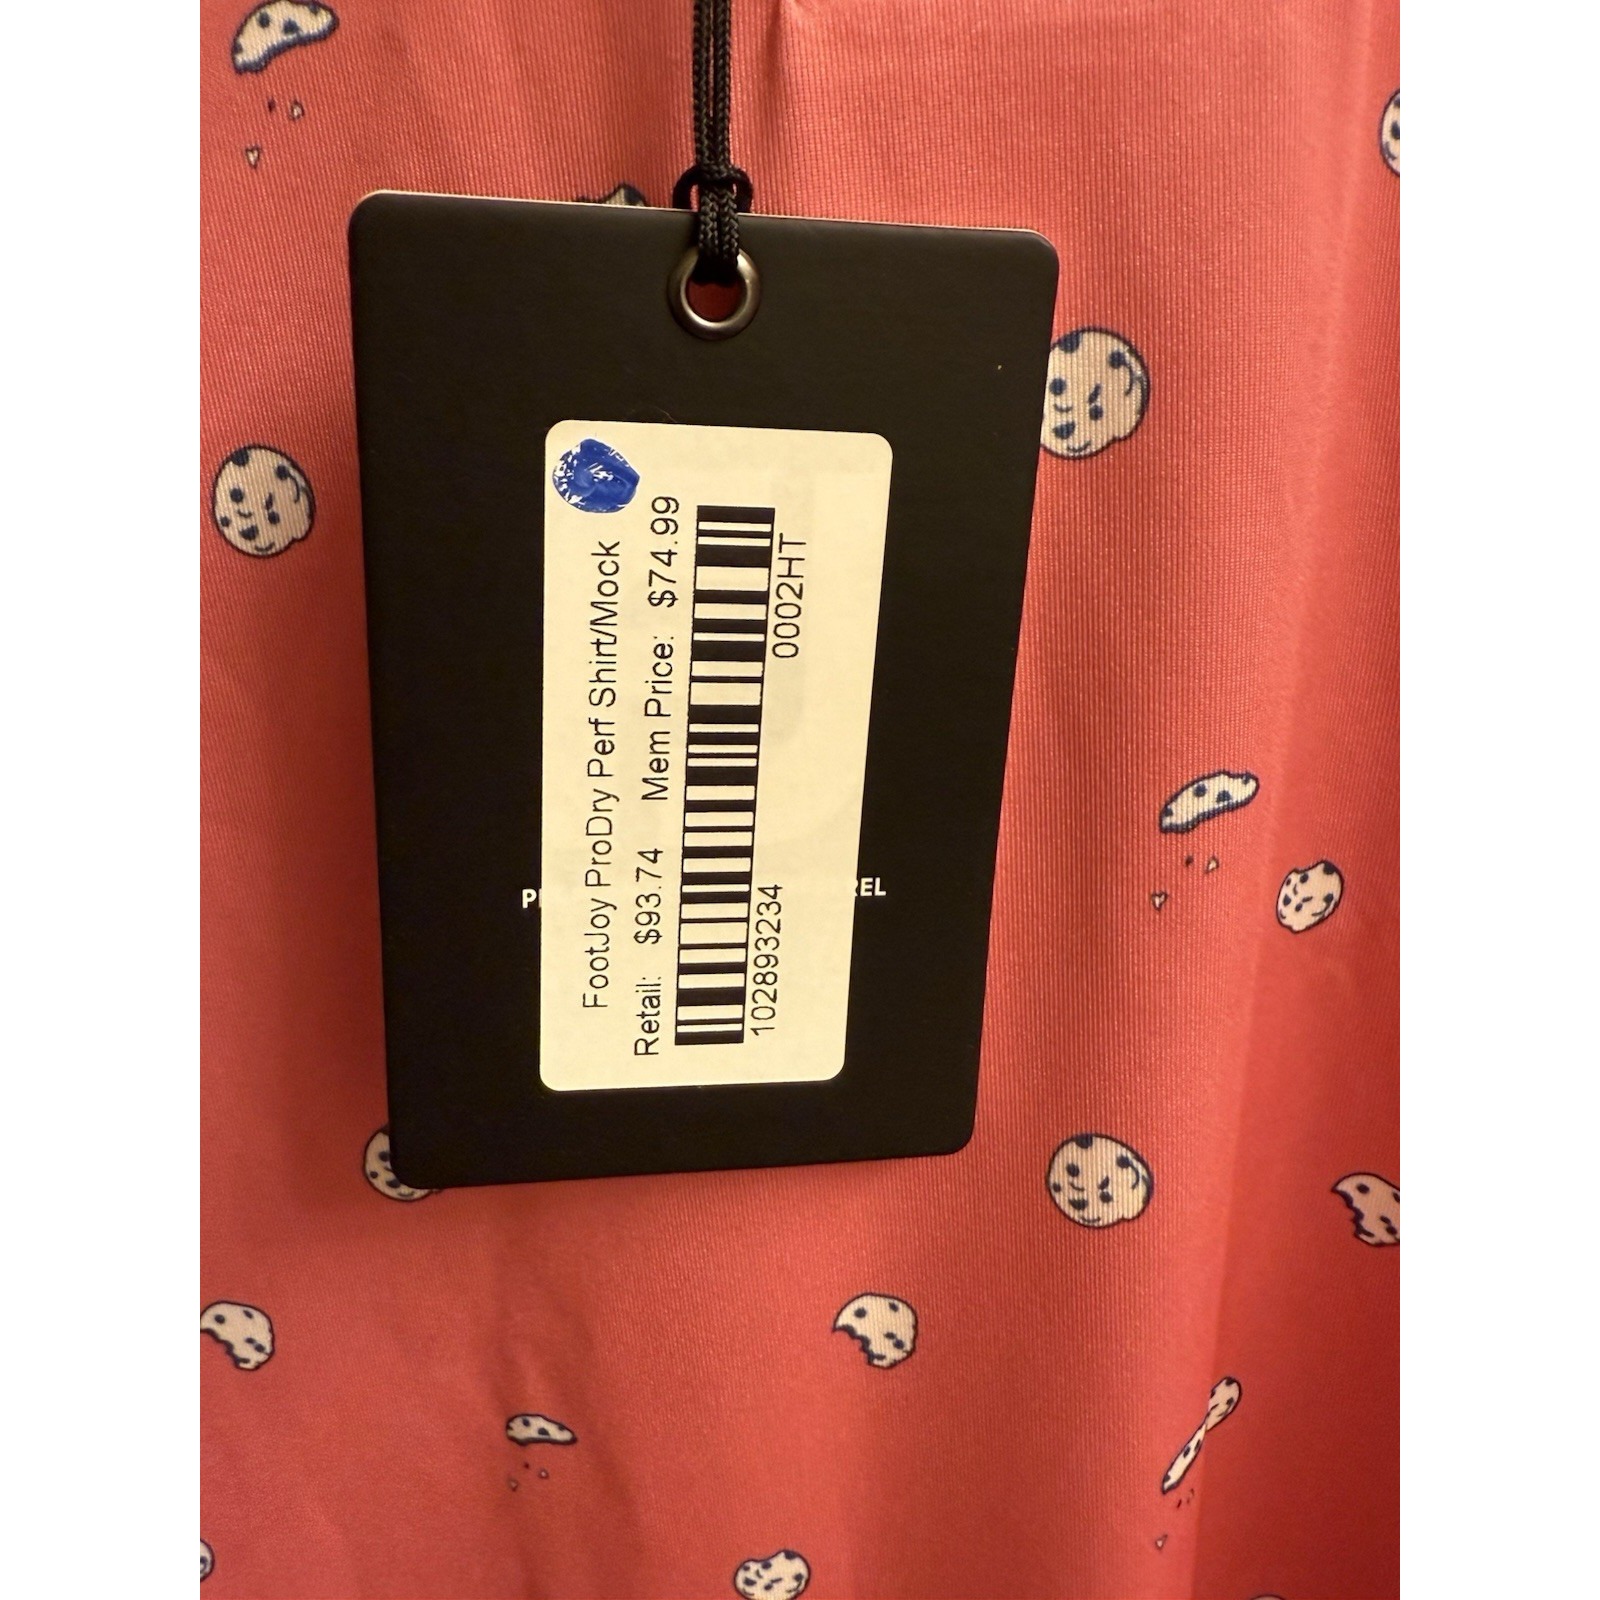 FootJoy ProDry Perf Shirt/Mock
Retail: $93.74 Mem Price: $74.99
102893234 0002HT